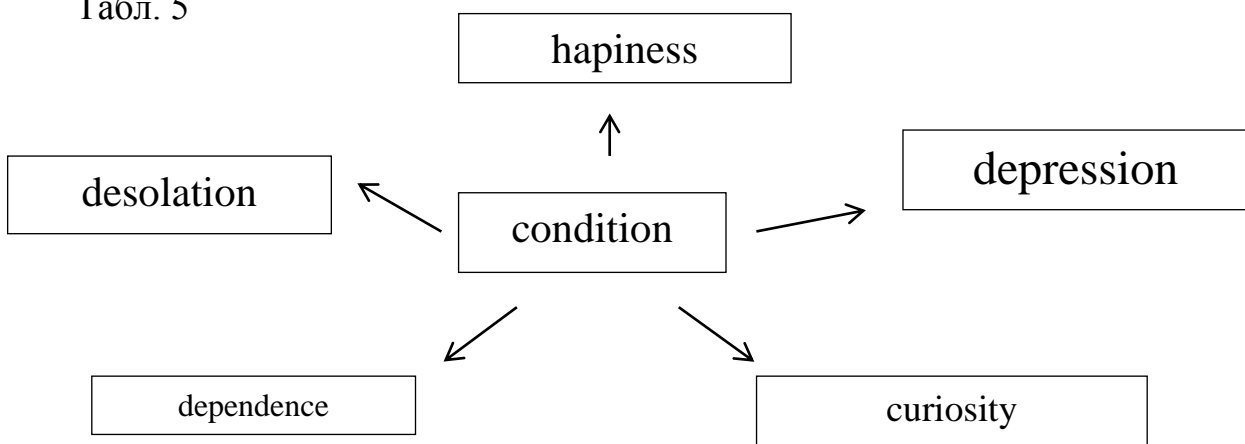 Табл. 5
hapiness
desolation
depression
condition
dependence
curiosity